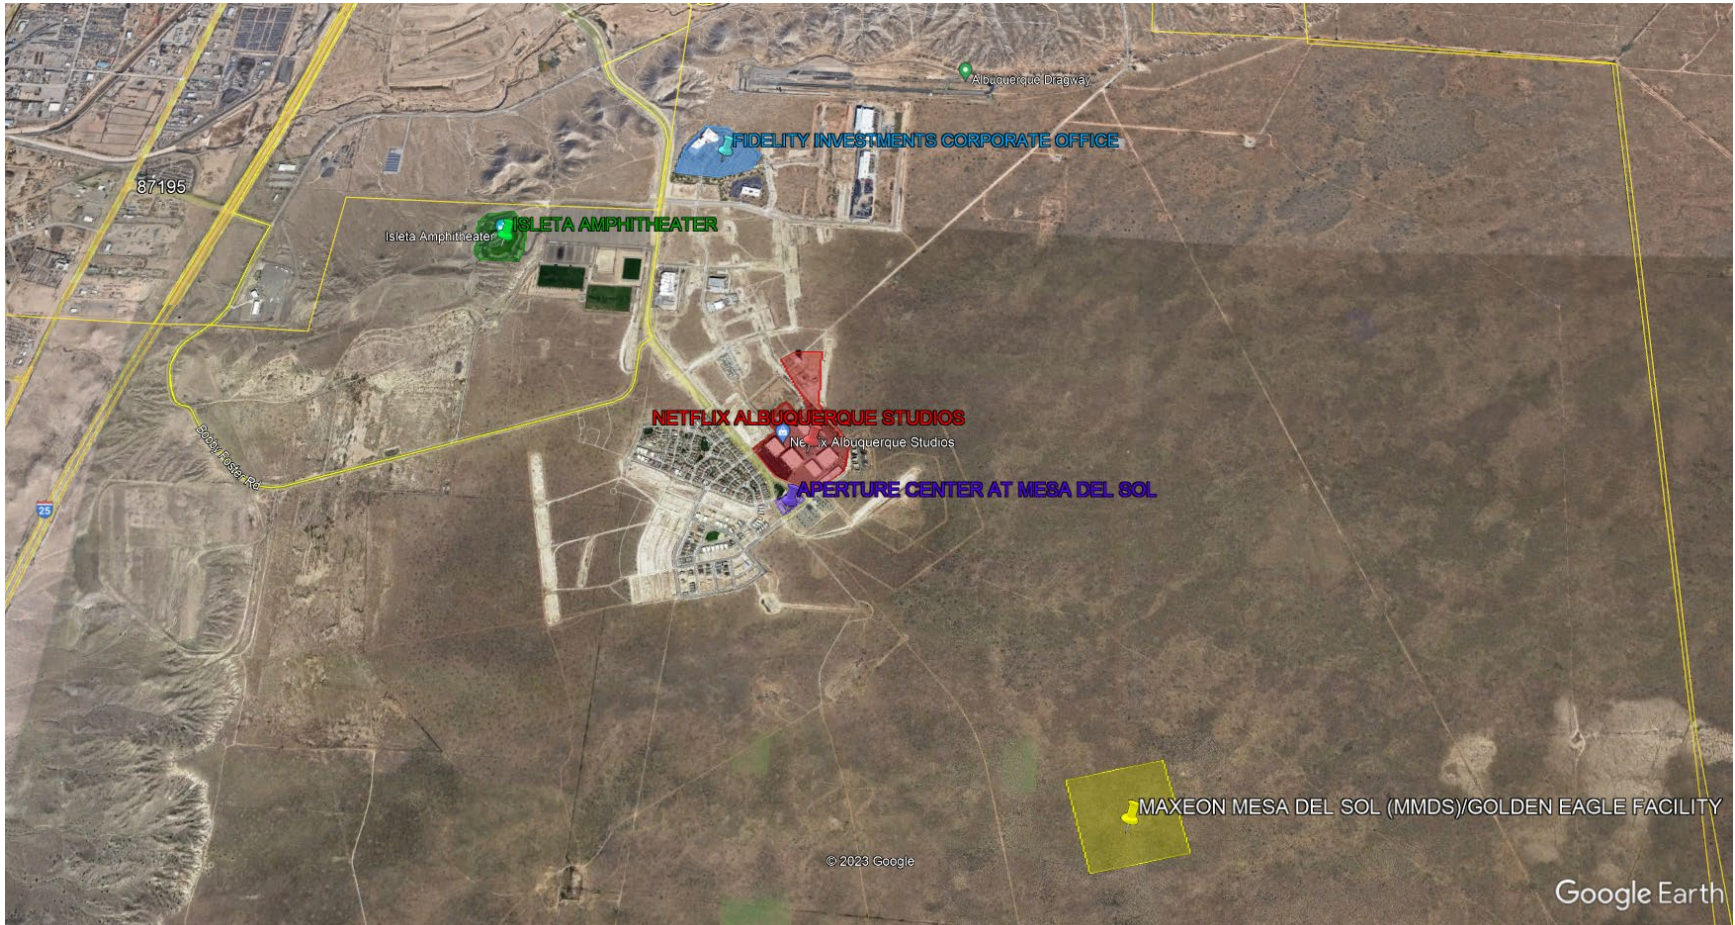 Albuquerque Dragway
FIDELITY INVESTMENTS CORPORATE OFFICE
87195
ISLETA AMPHITHEATER
Isleta Amphitheater
NETFLIX ALBUQUERQUE STUDIOS
Netflix Albuquerque Studios
Bobby Foster Rd
APERTURE CENTER AT MESA DEL SOL
25
MAXEON MESA DEL SOL (MMDS)/GOLDEN EAGLE FACILITY
© 2023 Google
Google Earth